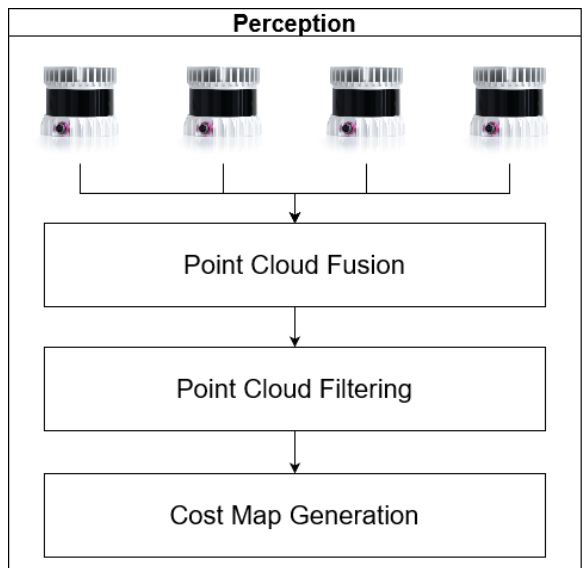 Perception
Point Cloud Fusion
Point Cloud Filtering
Cost Map Generation